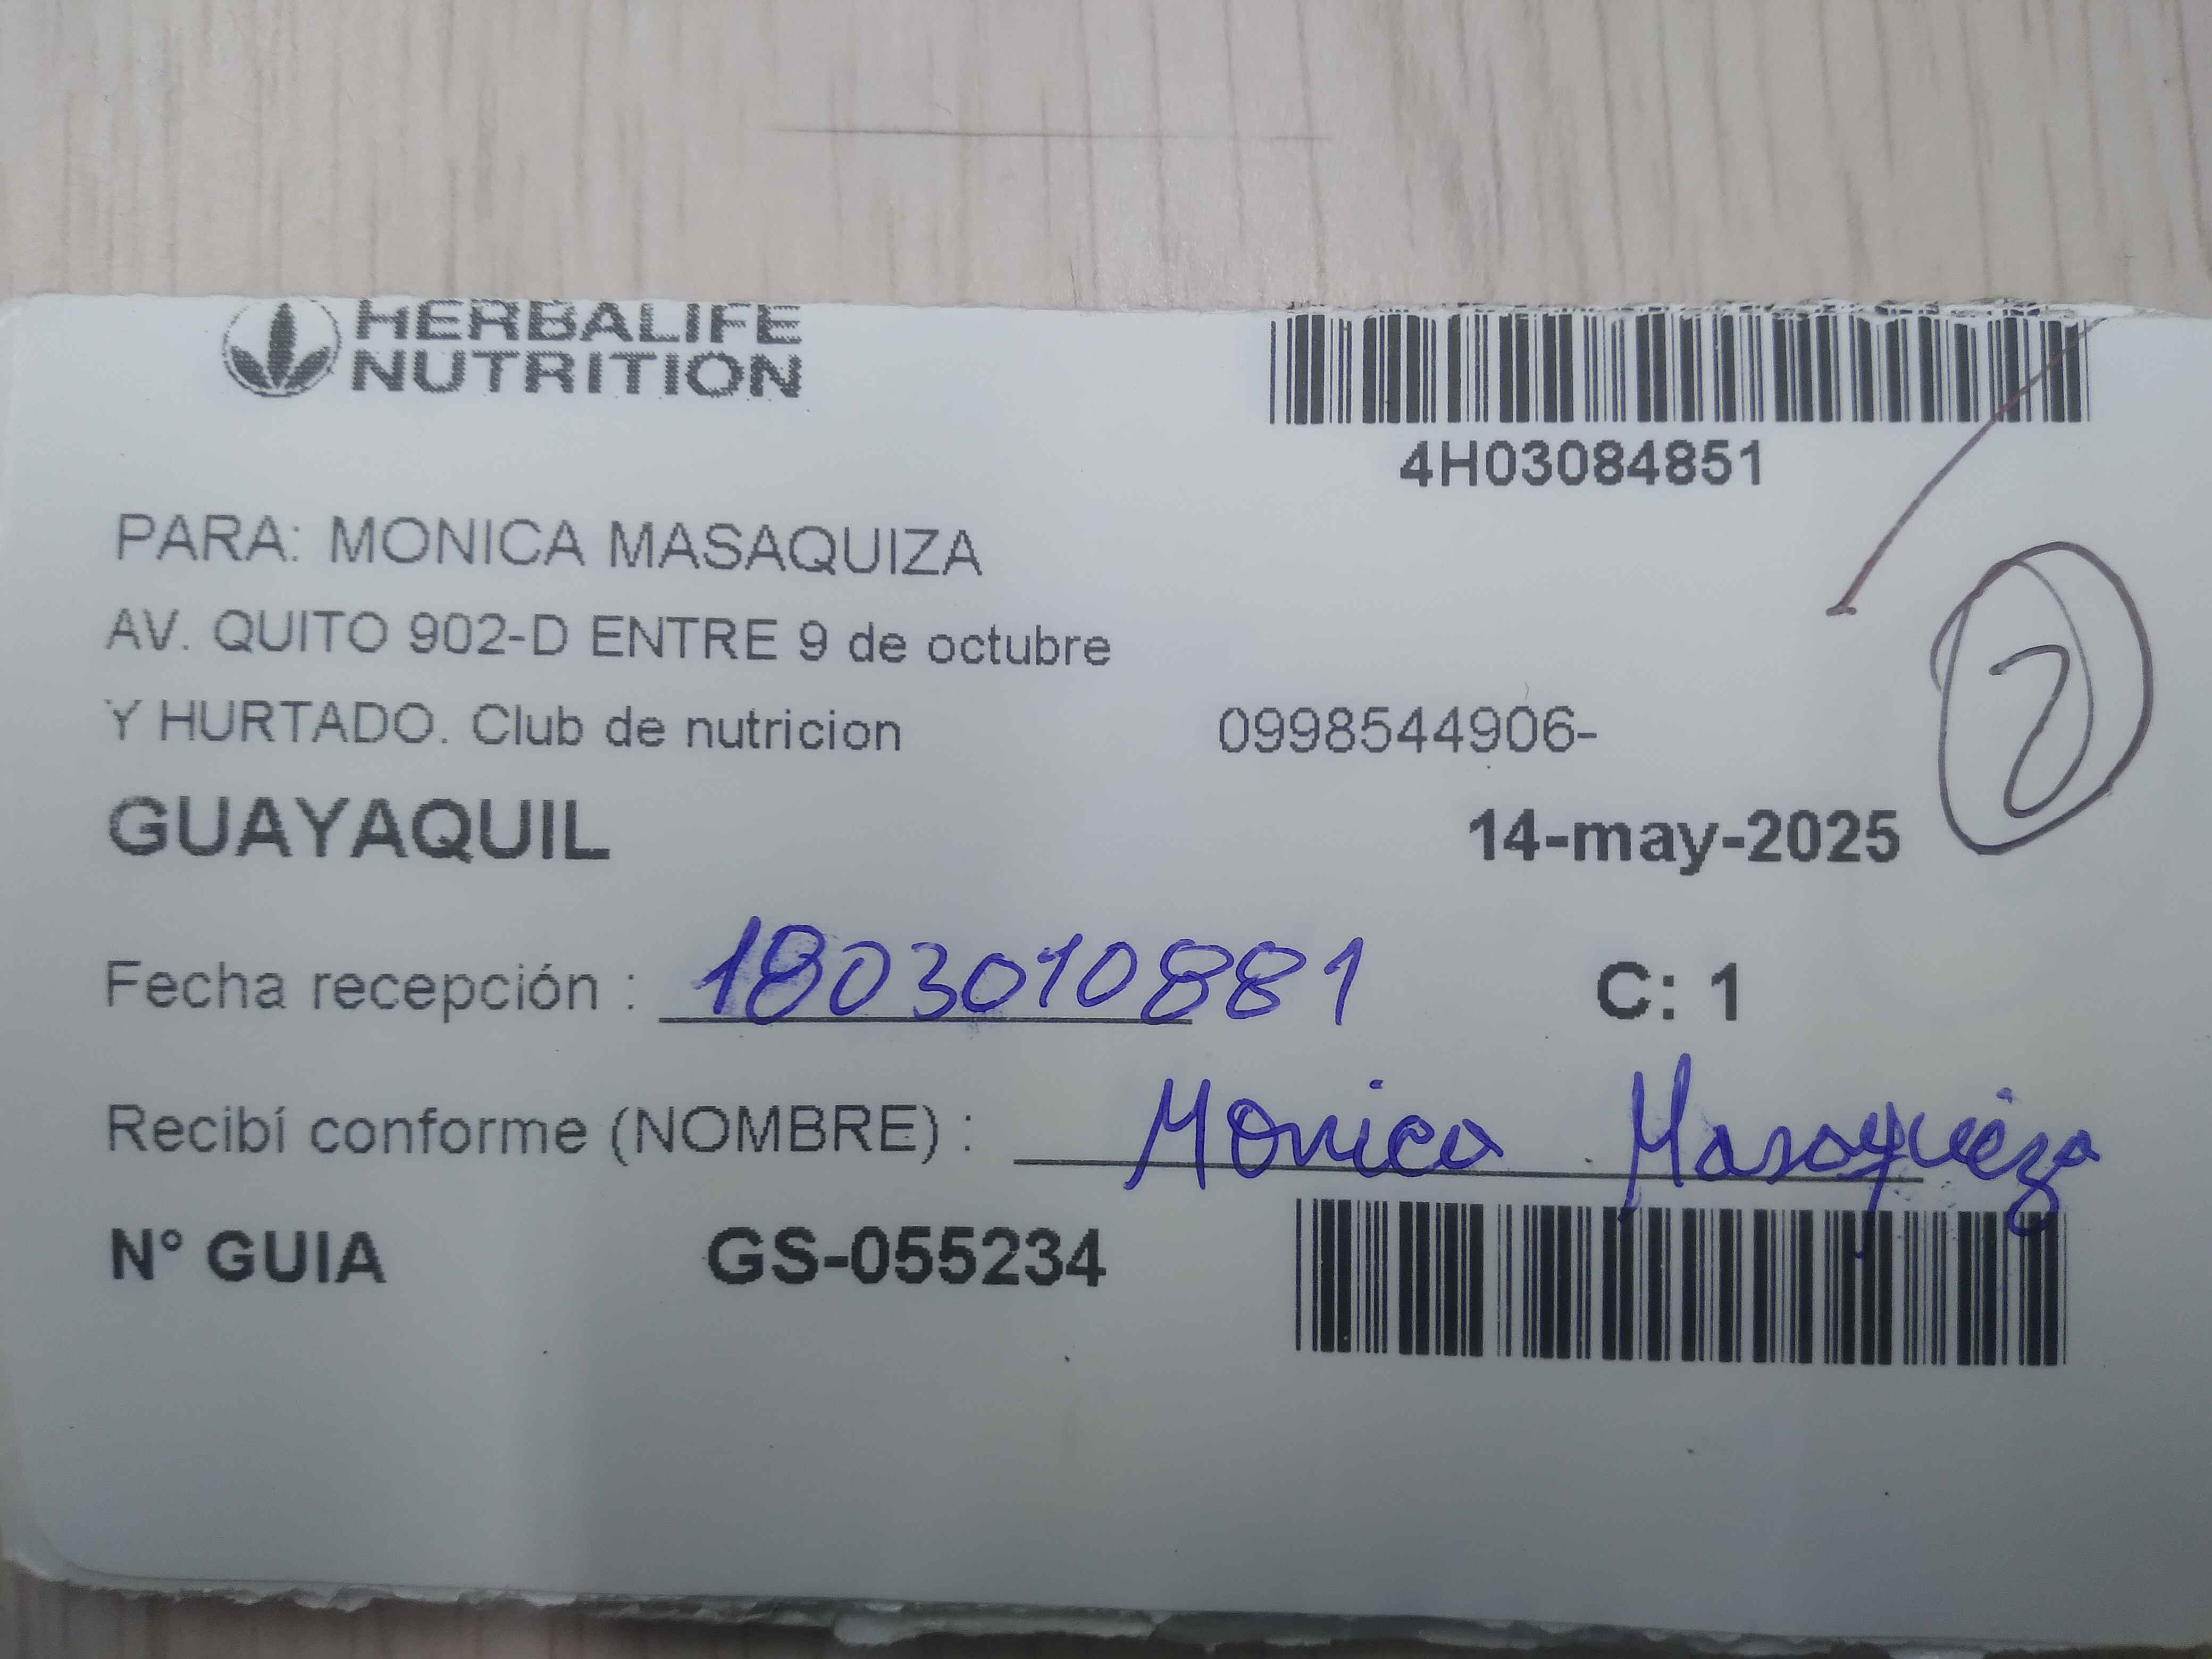 HERBALIFE
NUTRITION
4H03084851
PARA: MONICA MASAQUIZA
AV. QUITO 902-D ENTRE 9 de octubre
Y HURTADO. Club de nutricion 0998544906-
GUAYAQUIL 14-may-2025
Fecha recepción : 1803010881 C: 1
Recibí conforme (NOMBRE) : Monica Masaquiza
N° GUIA GS-055234